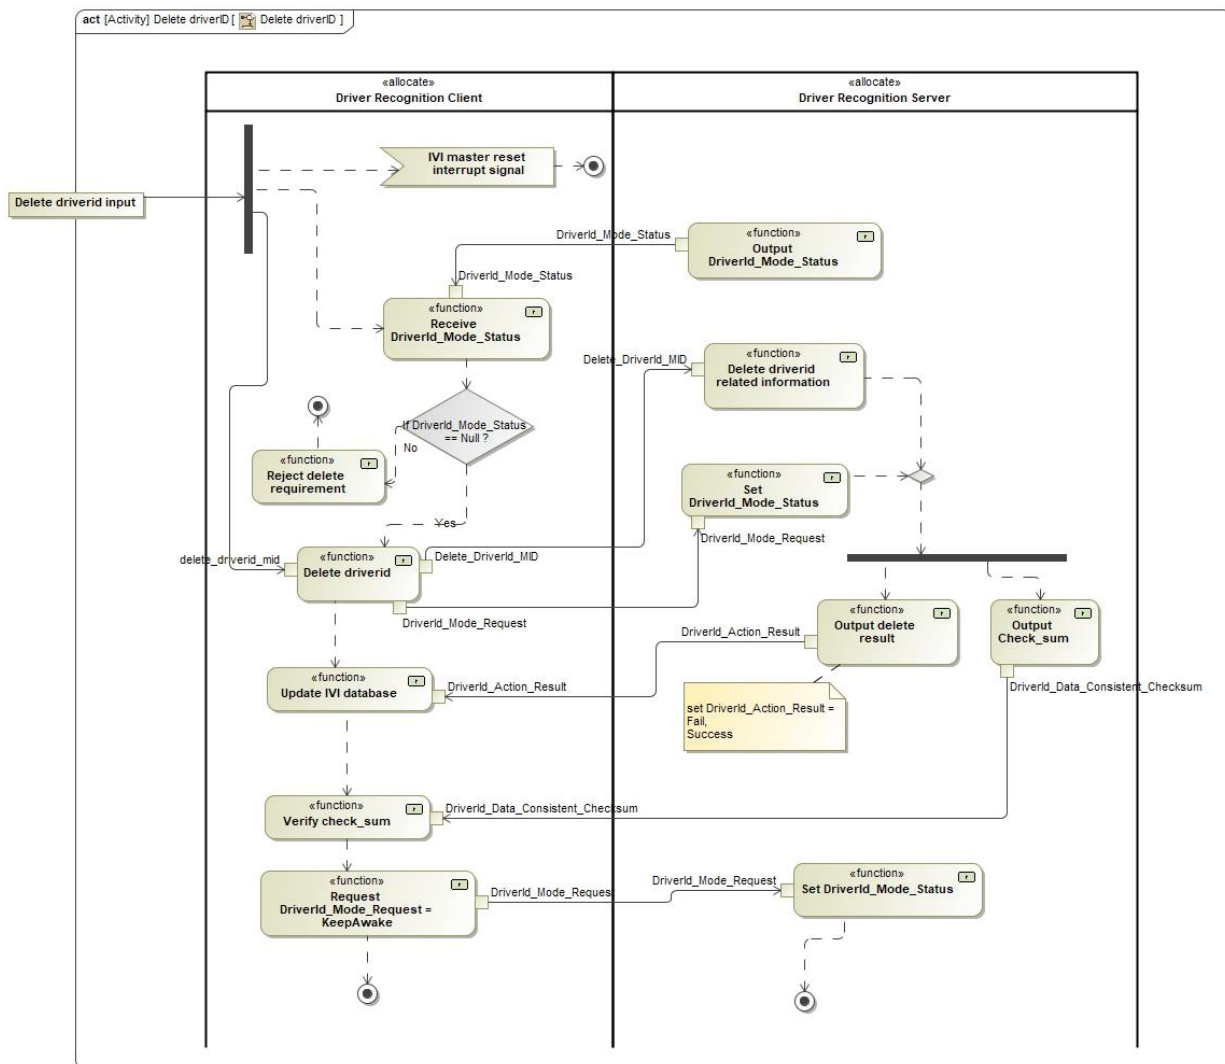 act [Activity] Delete driverID [ Delete driverID ]
«allocate»
Driver Recognition Client
«allocate»
Driver Recognition Server
IVI master reset
interrupt signal
Delete driverid input
DriverId_Mode_Status
«function»
Output
DriverId_Mode_Status
DriverId_Mode_Status
«function»
Receive
DriverId_Mode_Status
Delete_DriverId_MID
«function»
Delete driverid
related information
If DriverId_Mode_Status
== Null ?
No
«function»
Reject delete
requirement
«function»
Set
DriverId_Mode_Status
Yes
DriverId_Mode_Request
delete_driverid_mid
«function»
Delete driverid
Delete_DriverId_MID
DriverId_Mode_Request
«function»
Output delete
result
«function»
Output
Check_sum
DriverId_Action_Result
«function»
Update IVI database
DriverId_Action_Result
DriverId_Data_Consistent_Checksum
set DriverId_Action_Result =
Fail,
Success
«function»
Verify check_sum
DriverId_Data_Consistent_Checksum
«function»
Request
DriverId_Mode_Request =
KeepAwake
DriverId_Mode_Request
DriverId_Mode_Request
«function»
Set DriverId_Mode_Status